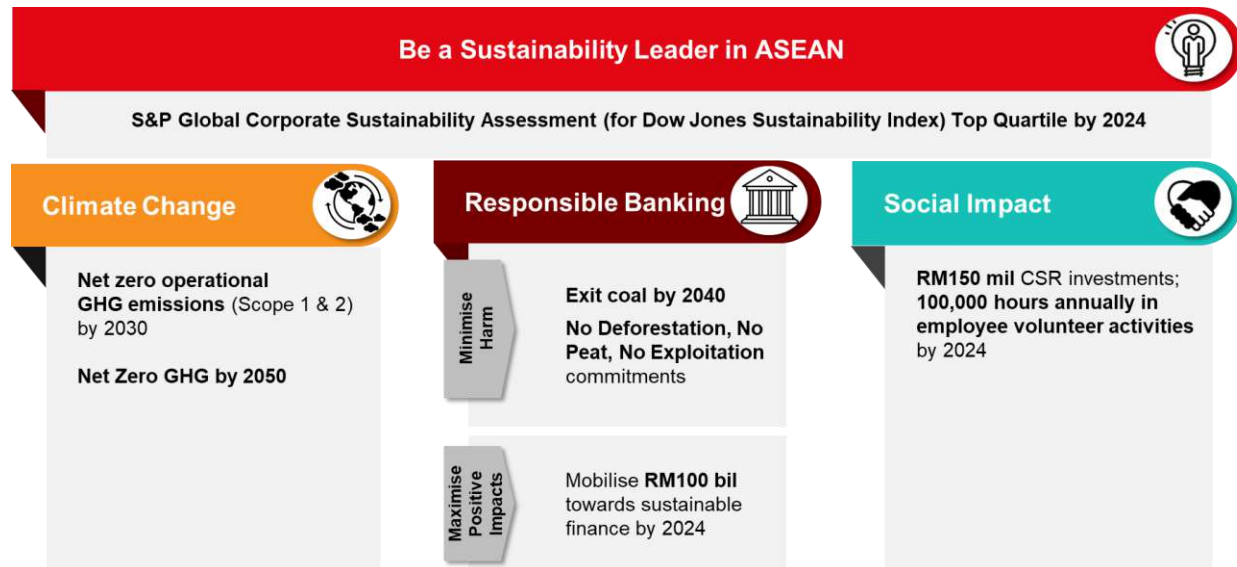 Be a Sustainability Leader in ASEAN
S&P Global Corporate Sustainability Assessment (for Dow Jones Sustainability Index) Top Quartile by 2024
Climate Change
Net zero operational
GHG emissions (Scope 1 & 2)
by 2030
Net Zero GHG by 2050
Responsible Banking
Minimise
Harm
Exit coal by 2040
No Deforestation, No
Peat, No Exploitation
commitments
Maximise
Positive
Impacts
Mobilise RM100 bil
towards sustainable
finance by 2024
Social Impact
RM150 mil CSR investments;
100,000 hours annually in
employee volunteer activities
by 2024